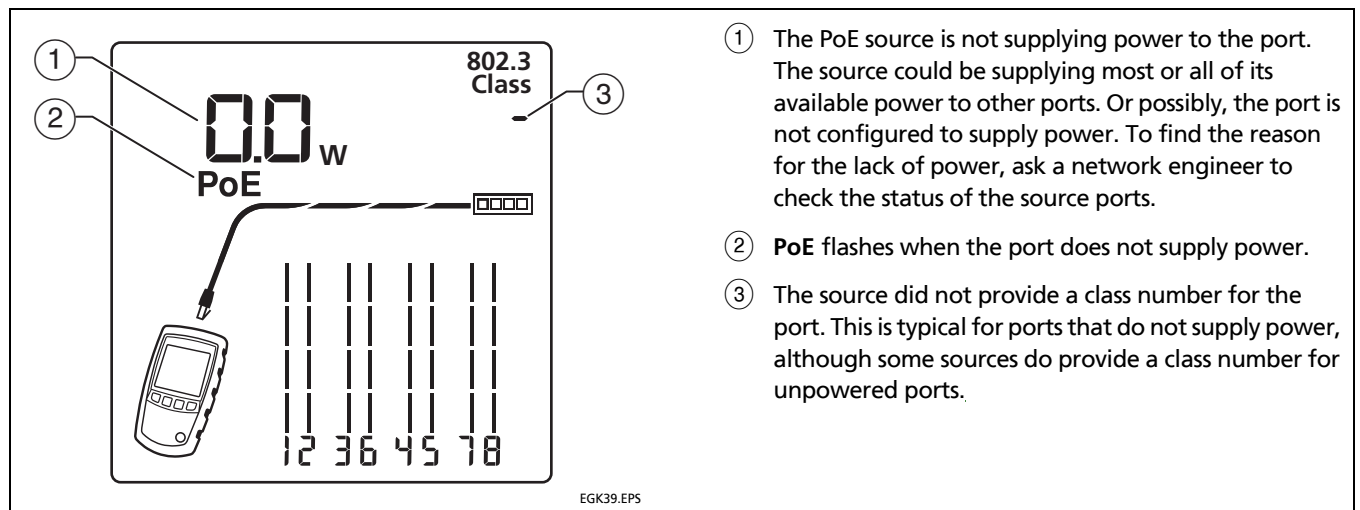 1
2
802.3
Class
3
-
0.0 W
PoE
12 36 45 78
EGK39.EPS
1 The PoE source is not supplying power to the port.
The source could be supplying most or all of its
available power to other ports. Or possibly, the port is
not configured to supply power. To find the reason
for the lack of power, ask a network engineer to
check the status of the source ports.
2 PoE flashes when the port does not supply power.
3 The source did not provide a class number for the
port. This is typical for ports that do not supply power,
although some sources do provide a class number for
unpowered ports.